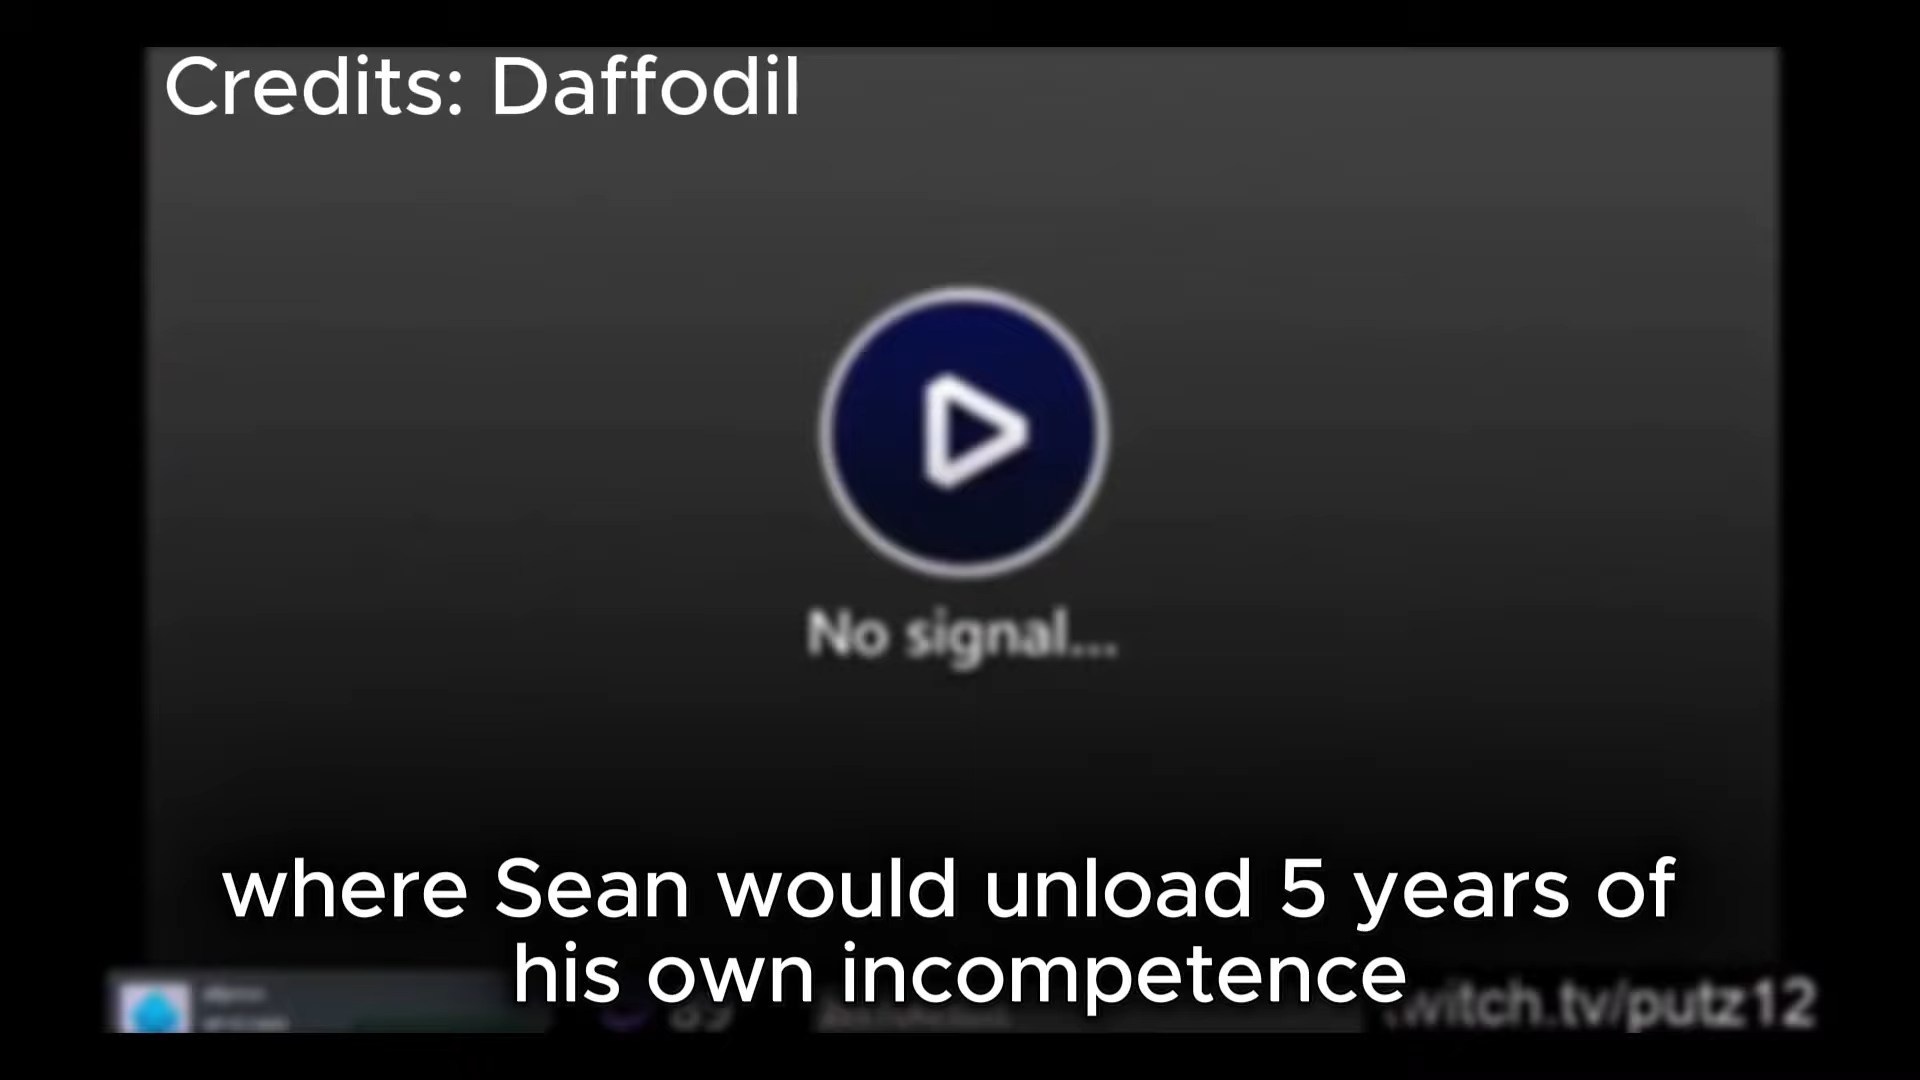 Credits: Daffodil
No signal...
where Sean would unload 5 years of
his own incompetence
witch.tv/putz12